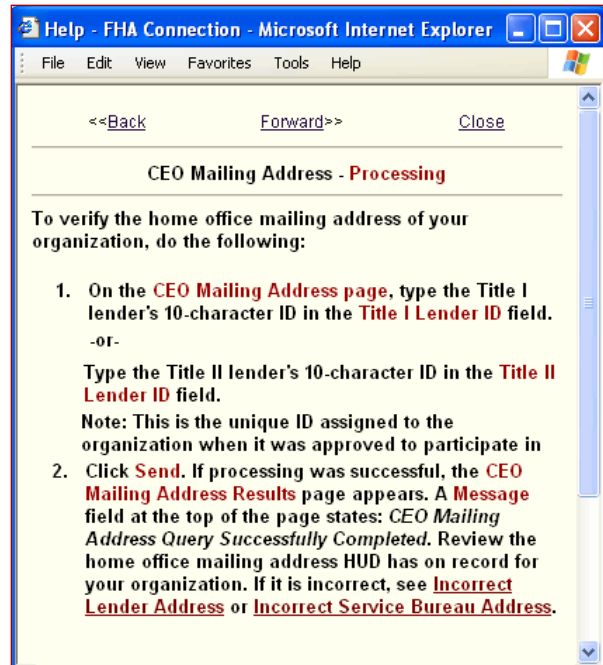 Help - FHA Connection - Microsoft Internet Explorer
File Edit View Favorites Tools Help
<<Back Forward>> Close
CEO Mailing Address - Processing
To verify the home office mailing address of your
organization, do the following:
1. On the CEO Mailing Address page, type the Title I
lender's 10-character ID in the Title I Lender ID field.
-or-
Type the Title II lender's 10-character ID in the Title II
Lender ID field.
Note: This is the unique ID assigned to the
organization when it was approved to participate in
2. Click Send. If processing was successful, the CEO
Mailing Address Results page appears. A Message
field at the top of the page states: CEO Mailing
Address Query Successfully Completed. Review the
home office mailing address HUD has on record for
your organization. If it is incorrect, see Incorrect
Lender Address or Incorrect Service Bureau Address.